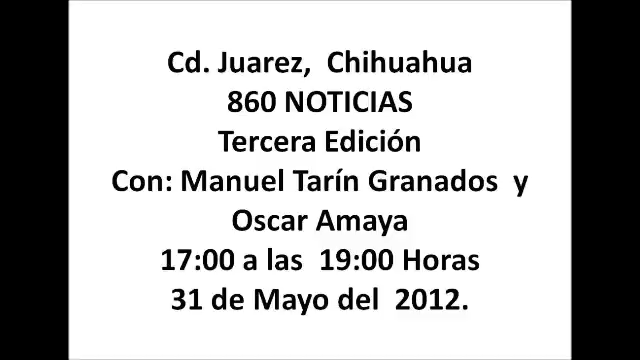 Cd. Juarez, Chihuahua
860 NOTICIAS
Tercera Edición
Con: Manuel Tarín Granados y
Oscar Amaya
17:00 a las 19:00 Horas
31 de Mayo del 2012.